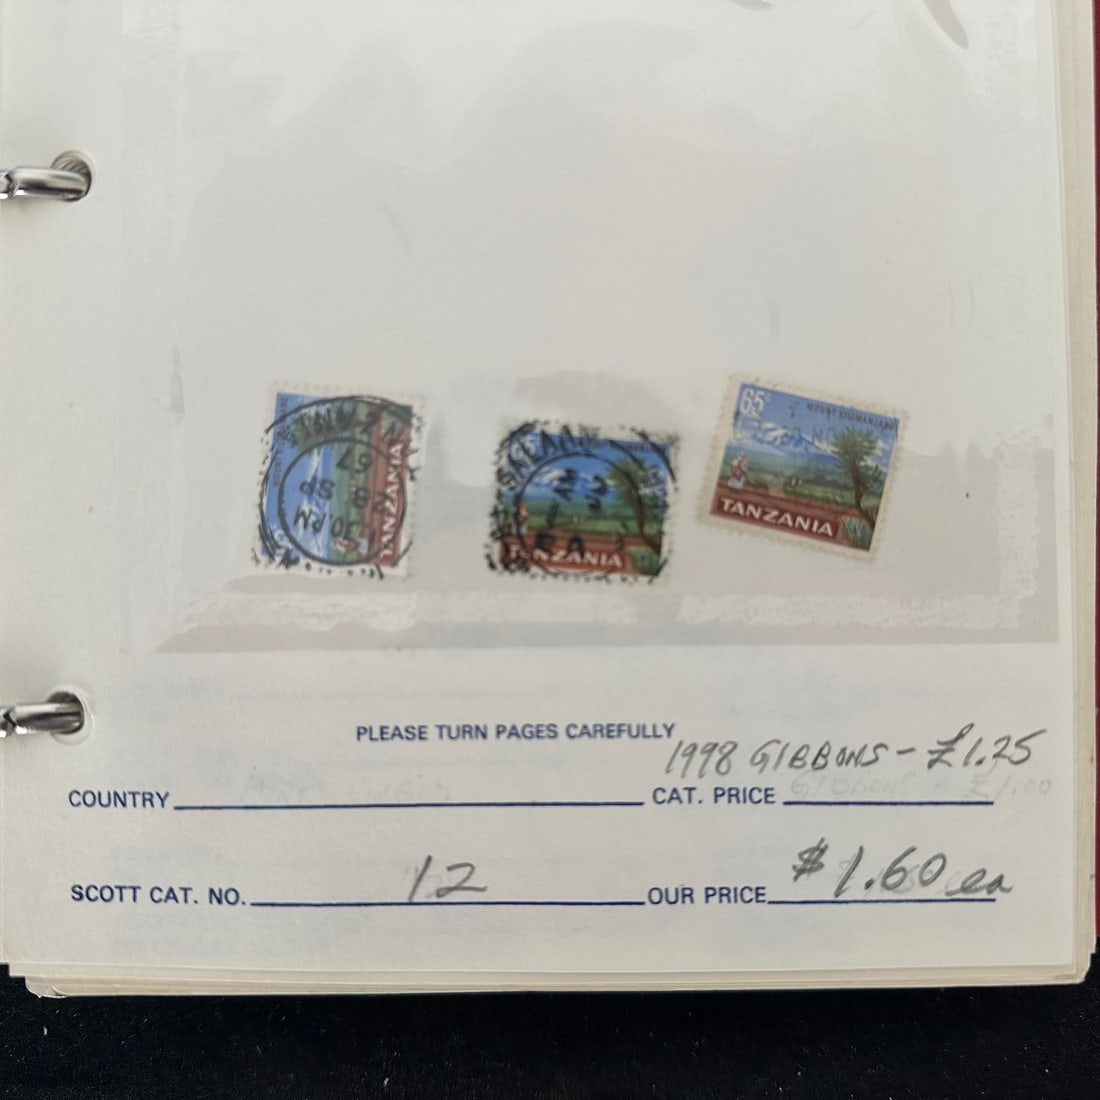 65c
MOUNT KILIMANJARO
TANZANIA
TANZANIA
TANZANIA
PLEASE TURN PAGES CAREFULLY
1998 GIBBONS - £1.25
COUNTRY CAT. PRICE
SCOTT CAT. NO. 12 OUR PRICE $1.60 ea